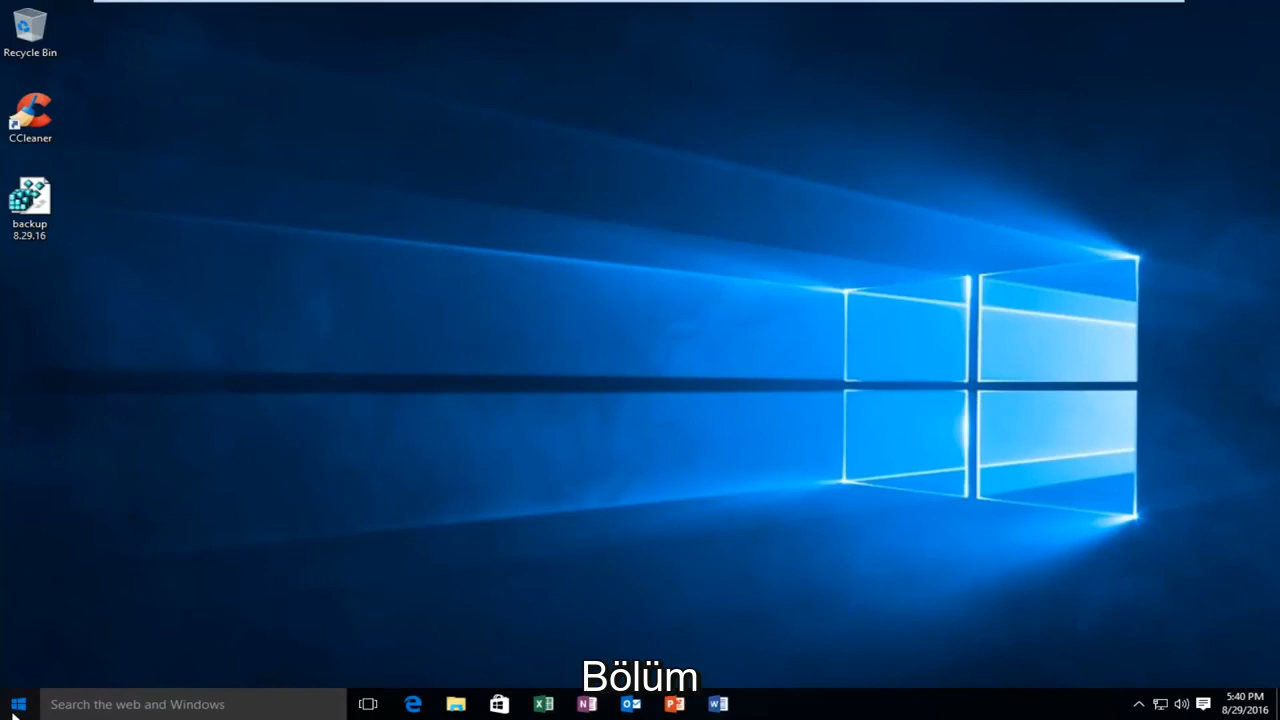 Recycle Bin
CCleaner
backup
8.29.16
Bölüm
Search the web and Windows
5:40 PM
8/29/2016